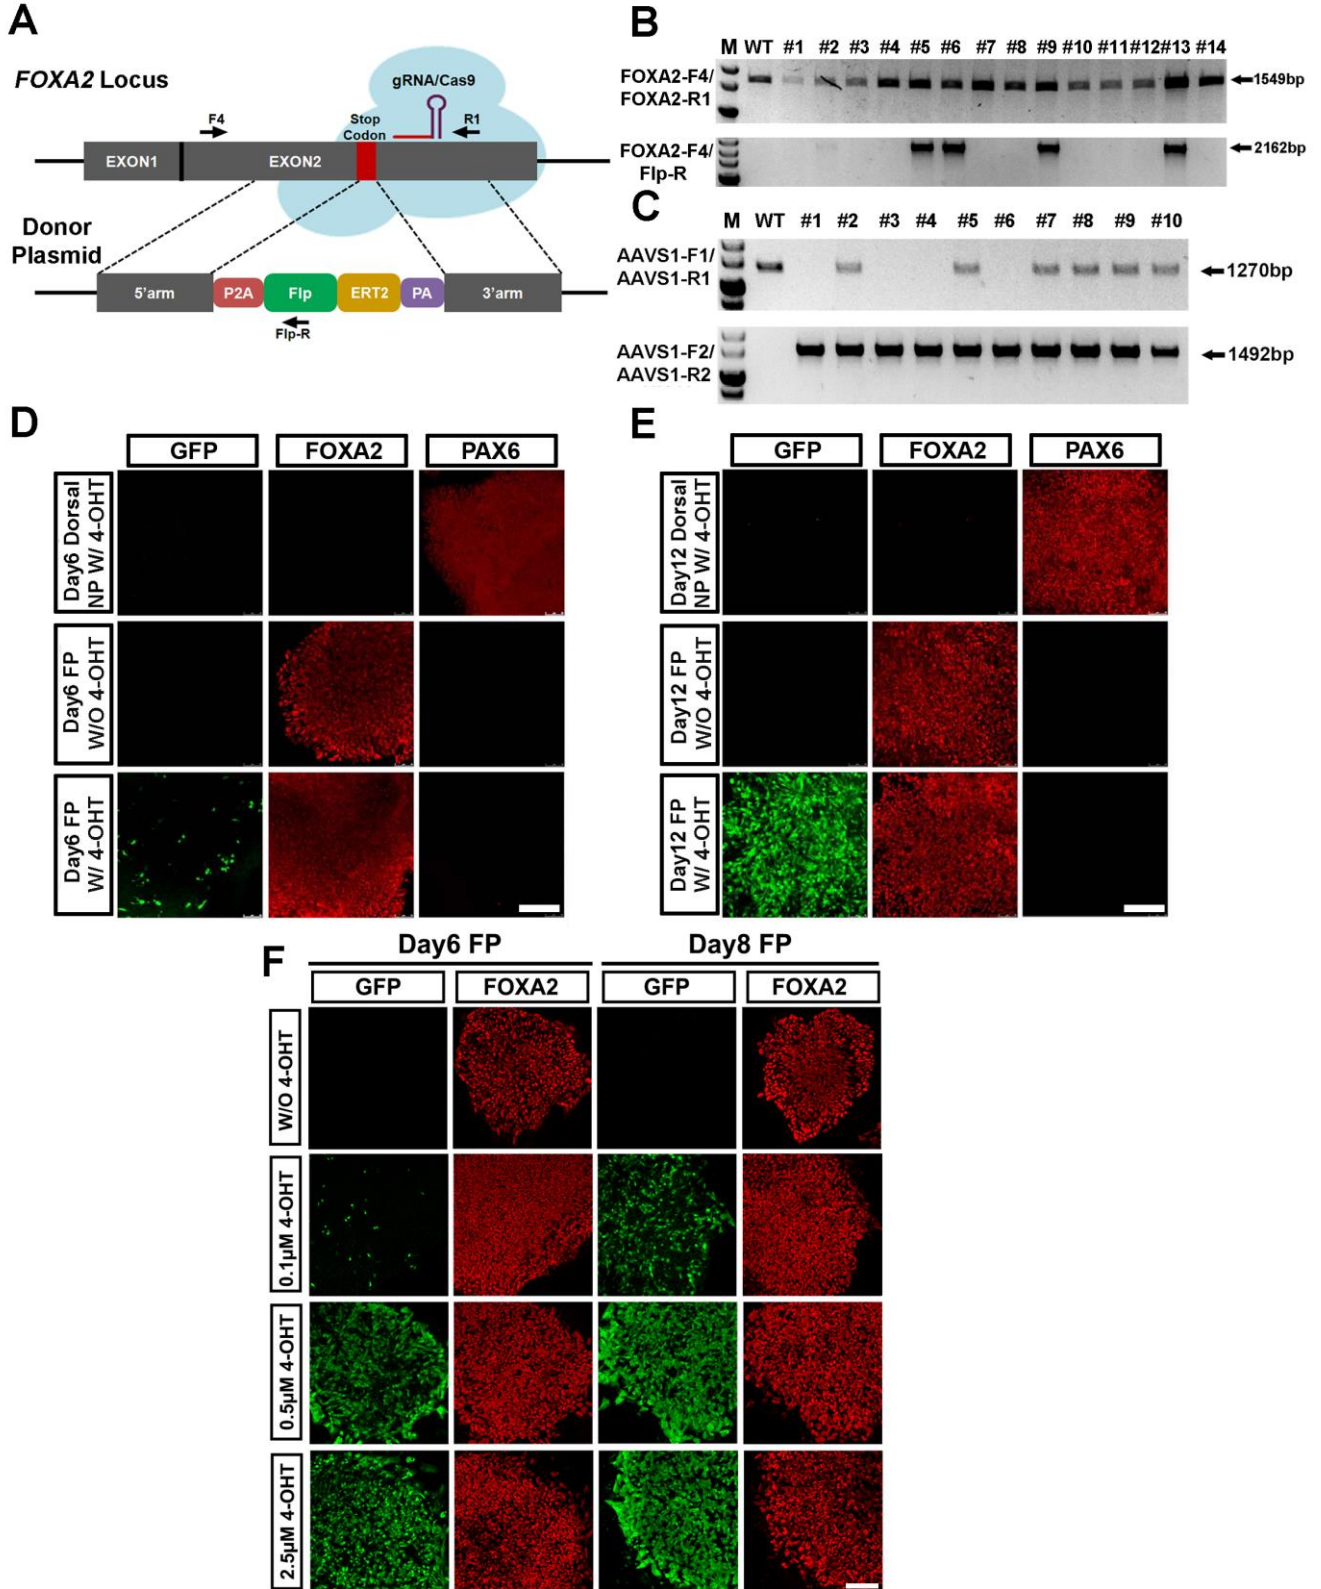 A
FOXA2 Locus
gRNA/Cas9
F4
Stop
Codon
R1
EXON1
EXON2
Donor
Plasmid
5'arm
P2A
Flp
ERT2
PA
3'arm
Flp-R
B
M WT #1 #2 #3 #4 #5 #6 #7 #8 #9 #10 #11 #12 #13 #14
FOXA2-F4/
FOXA2-R1
1549bp
FOXA2-F4/
Flp-R
2162bp
C
M WT #1 #2 #3 #4 #5 #6 #7 #8 #9 #10
AAVS1-F1/
AAVS1-R1
1270bp
AAVS1-F2/
AAVS1-R2
1492bp
D
GFP FOXA2 PAX6
Day6 Dorsal
NP W/ 4-OHT
Day6 FP
W/O 4-OHT
Day6 FP
W/ 4-OHT
E
GFP FOXA2 PAX6
Day12 Dorsal
NP W/ 4-OHT
Day12 FP
W/O 4-OHT
Day12 FP
W/ 4-OHT
F
Day6 FP Day8 FP
GFP FOXA2 GFP FOXA2
W/O 4-OHT
0.1μM 4-OHT
0.5μM 4-OHT
2.5μM 4-OHT